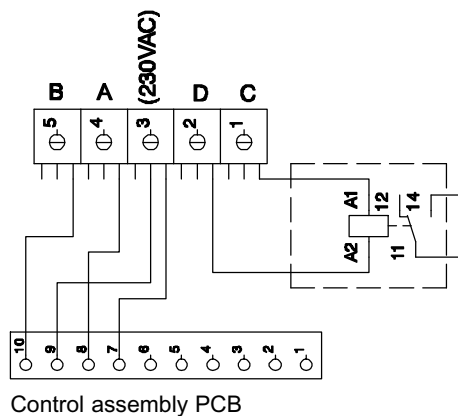 (230VAC)
B A D C
5 4 3 2 1
A1 12 14
A2 11
10 9 8 7 6 5 4 3 2 1
Control assembly PCB